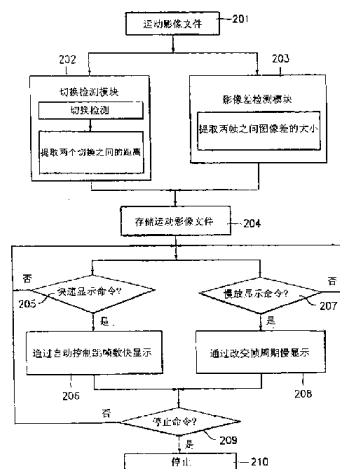 运动影像文件
201
202
切换检测模块
切换检测
提取两个切换之间的距离
203
影像差检测模块
提取两帧之间图像差的大小
存储运动影像文件
204
否
快速显示命令?
205
是
否
慢放显示命令?
207
是
通过自动控制跳帧数快显示
206
通过改变帧周期慢显示
208
否
停止命令?
209
是
停止
210